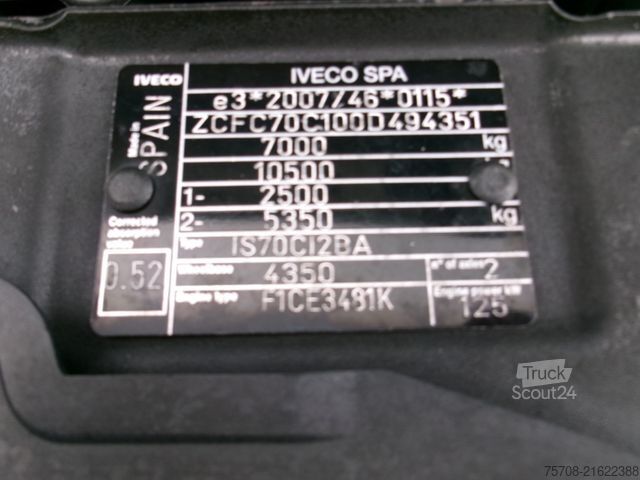 IVECO
IVECO SPA
Made in
SPAIN
e3*2007/46*0115*
ZCFC70C100D494351
7000 kg
10500
1- 2500
2- 5350 kg
Corrected
absorption
value
0.52
Type IS70CI2BA
Wheelbase 4350
n° of axles 2
Engine type F1CE3481K
Engine power kW
125
Truck
Scout24
75708-21622388